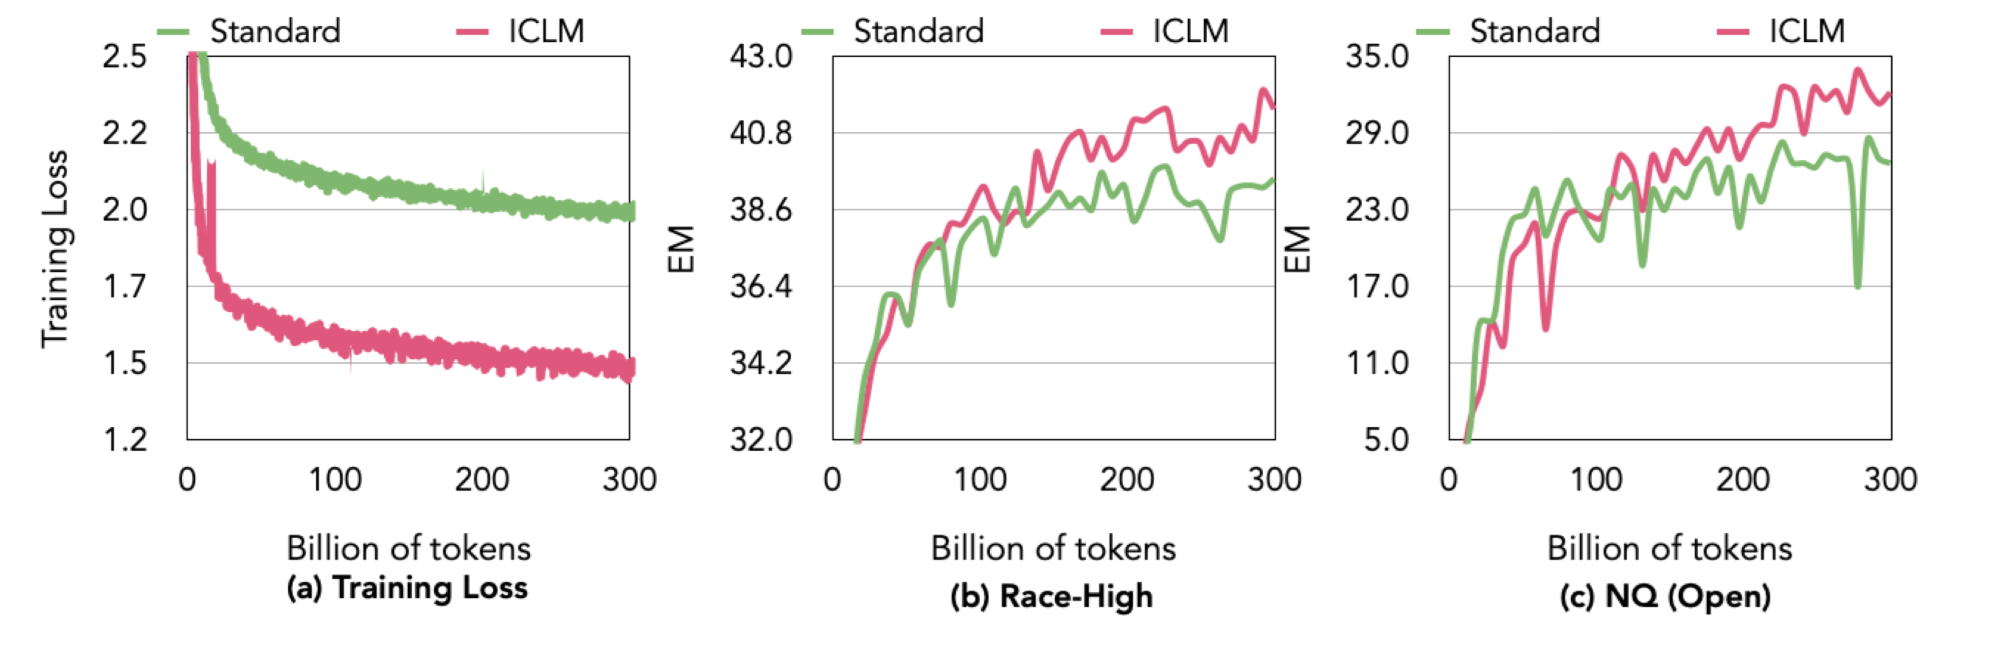 Standard ICLM
2.5
2.2
2.0
1.7
1.5
1.2
Training Loss
0 100 200 300
Billion of tokens
(a) Training Loss
Standard ICLM
43.0
40.8
38.6
36.4
34.2
32.0
EM
0 100 200 300
Billion of tokens
(b) Race-High
Standard ICLM
35.0
29.0
23.0
17.0
11.0
5.0
EM
0 100 200 300
Billion of tokens
(c) NQ (Open)